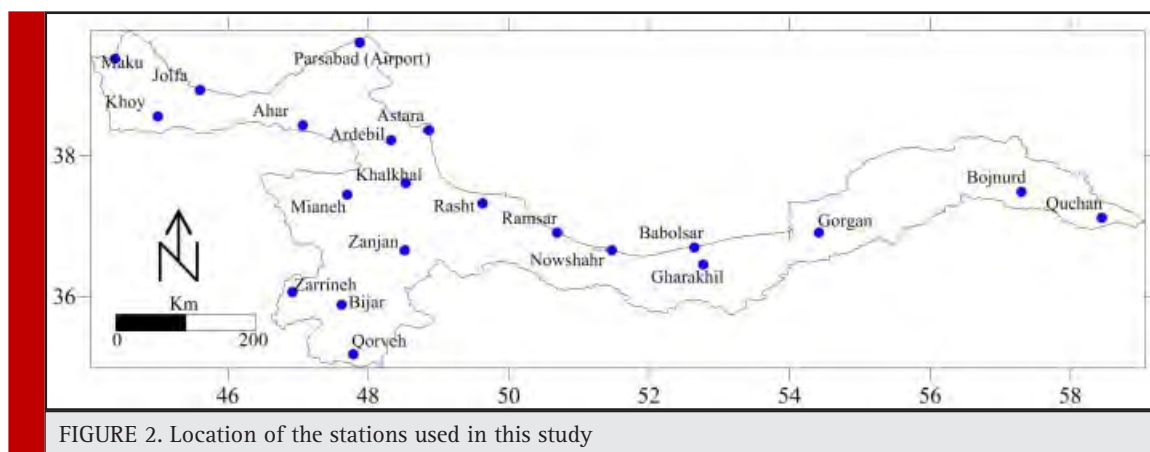 Parsabad (Airport)
Maku
Jolfa
Khoy
Ahar
Astara
Ardebil
38
Khalkhal
Mianeh
Rasht
Ramsar
Bojnurd
Quchan
Gorgan
Babolsar
Zanjan
Nowshahr
Gharakhil
N
Zarrineh
36
Km
Bijar
0
200
Qorveh
46
48
50
52
54
56
58
FIGURE 2. Location of the stations used in this study